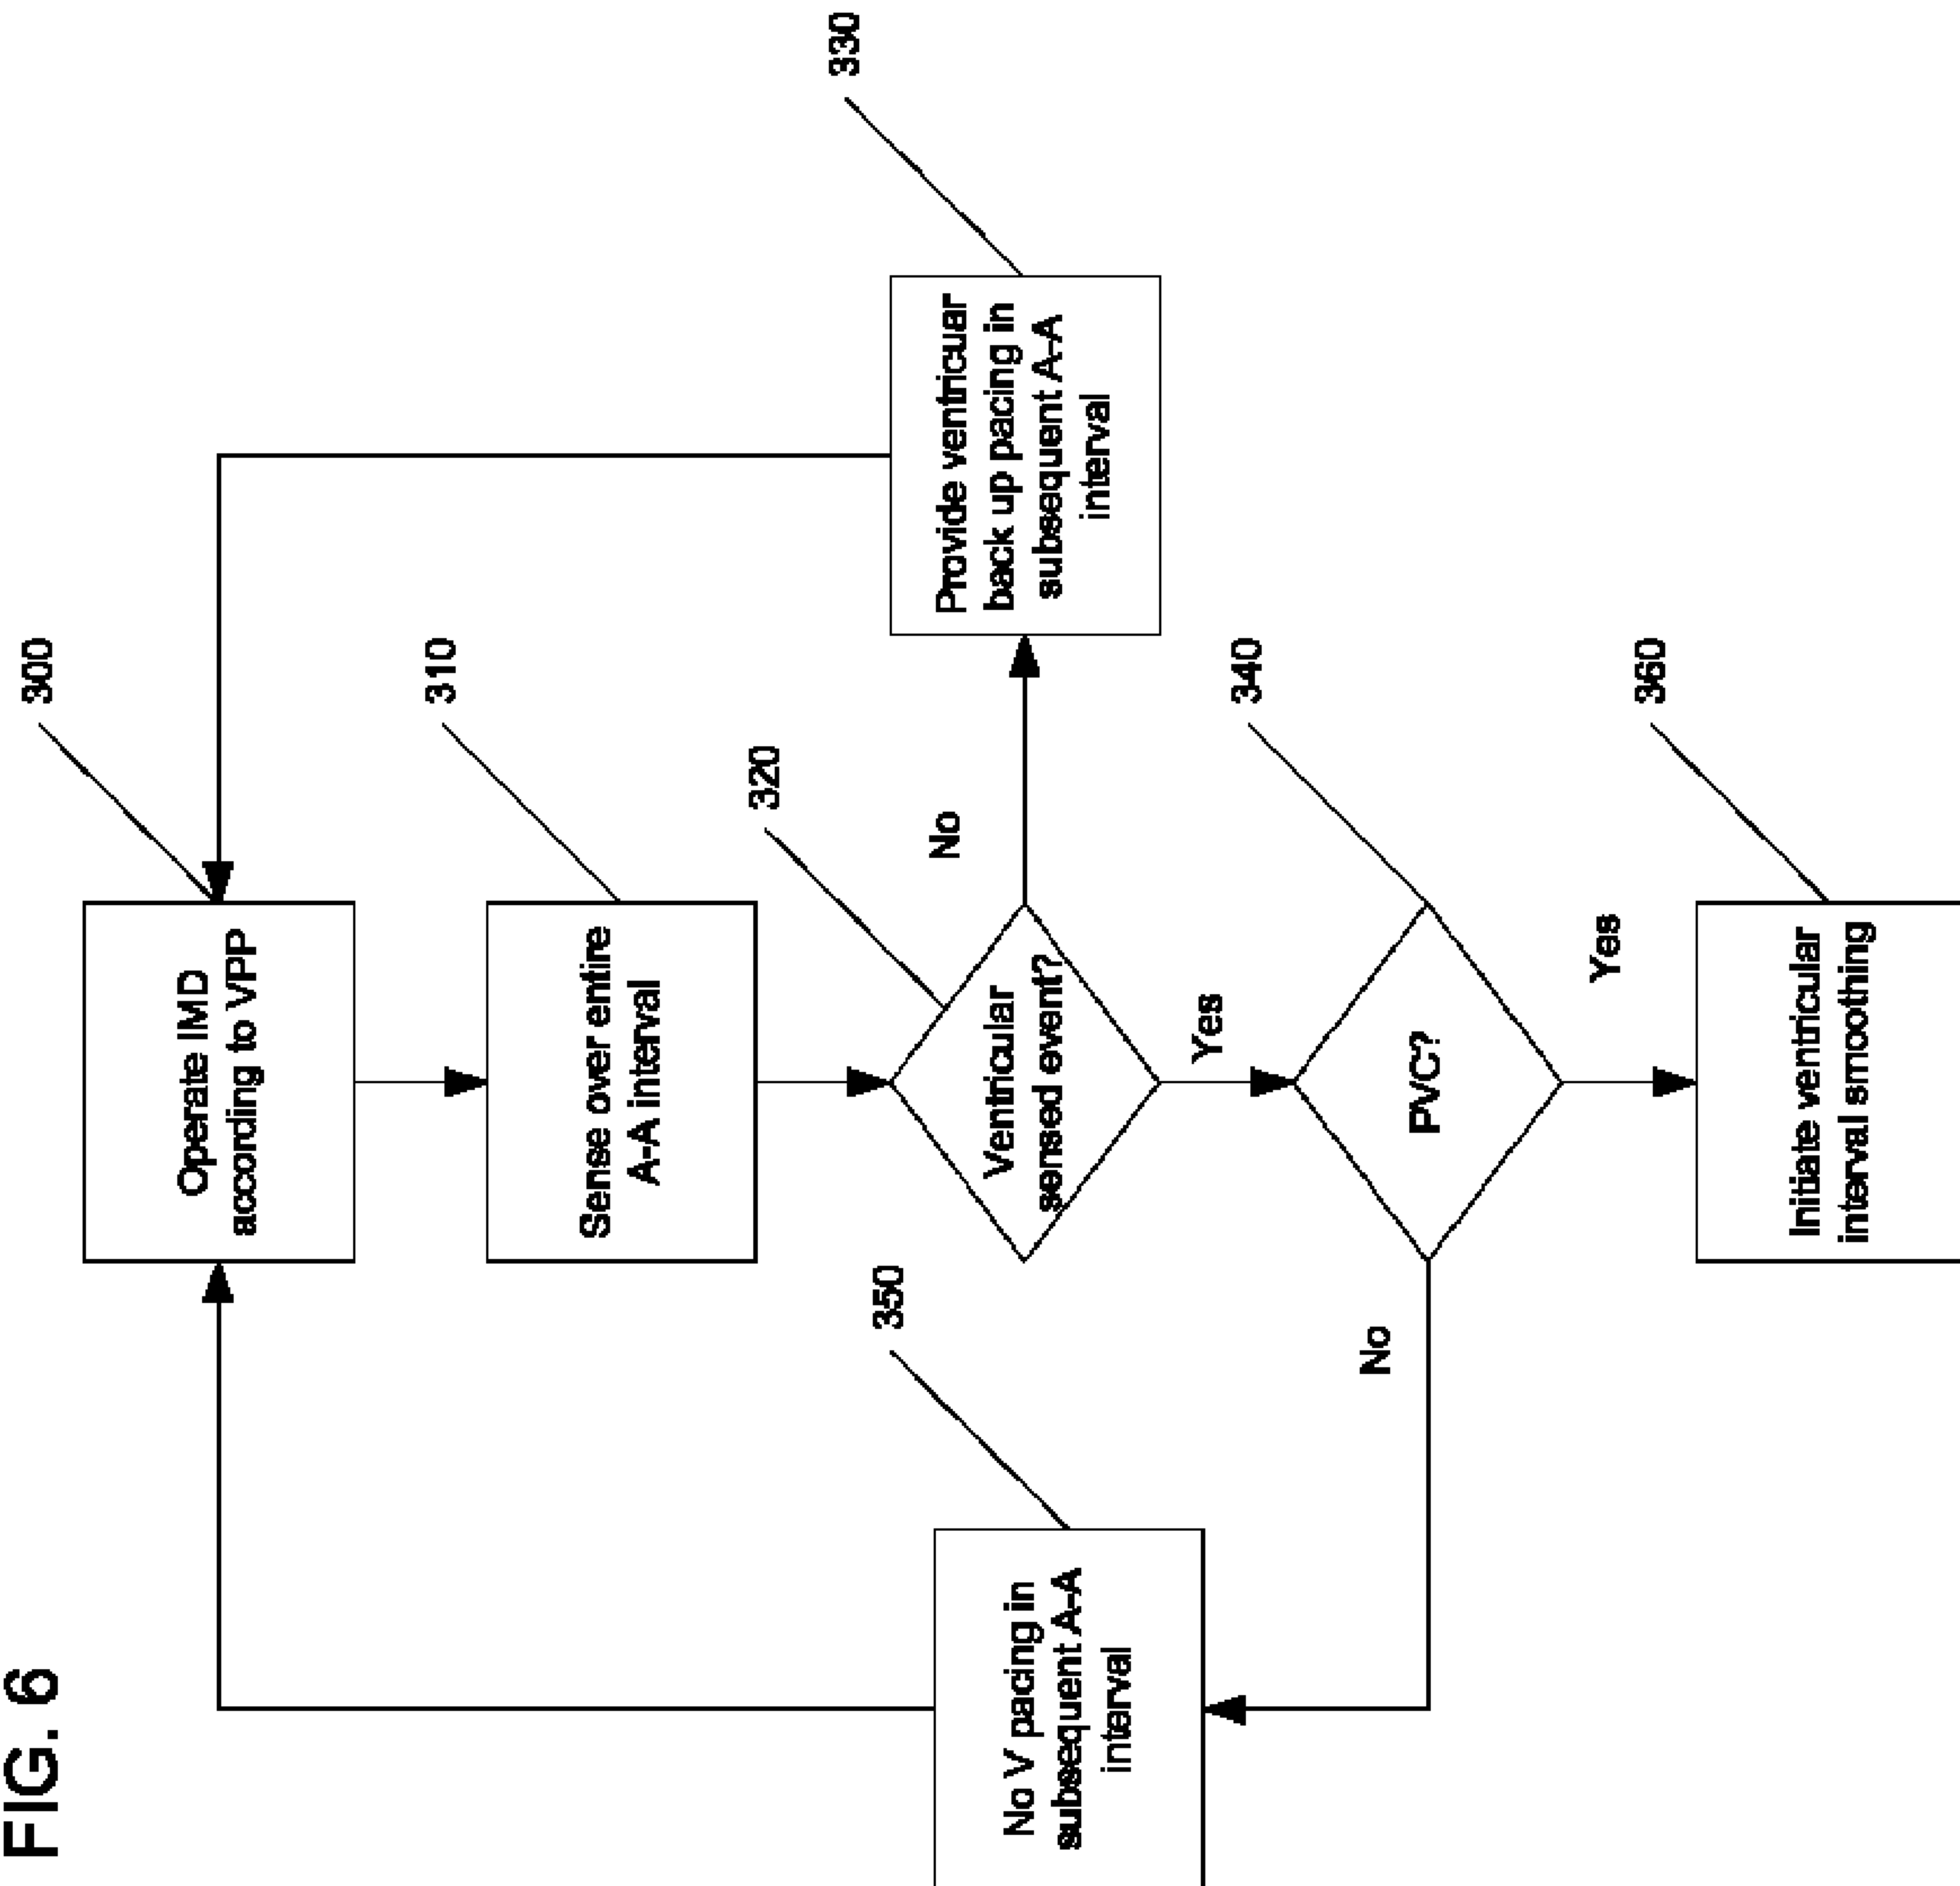 FIG. 6
300
Operate IMD
according to VPP
310
Sense over entire
A-A interval
320
Ventricular
sensed event?
No
330
Provide ventricuar
back up pacing in
subsequent A-A
interval
Yes
340
PVC?
No
350
No V pacing in
subsequent A-A
interval
Yes
360
Initiate ventricular
interval smoothing